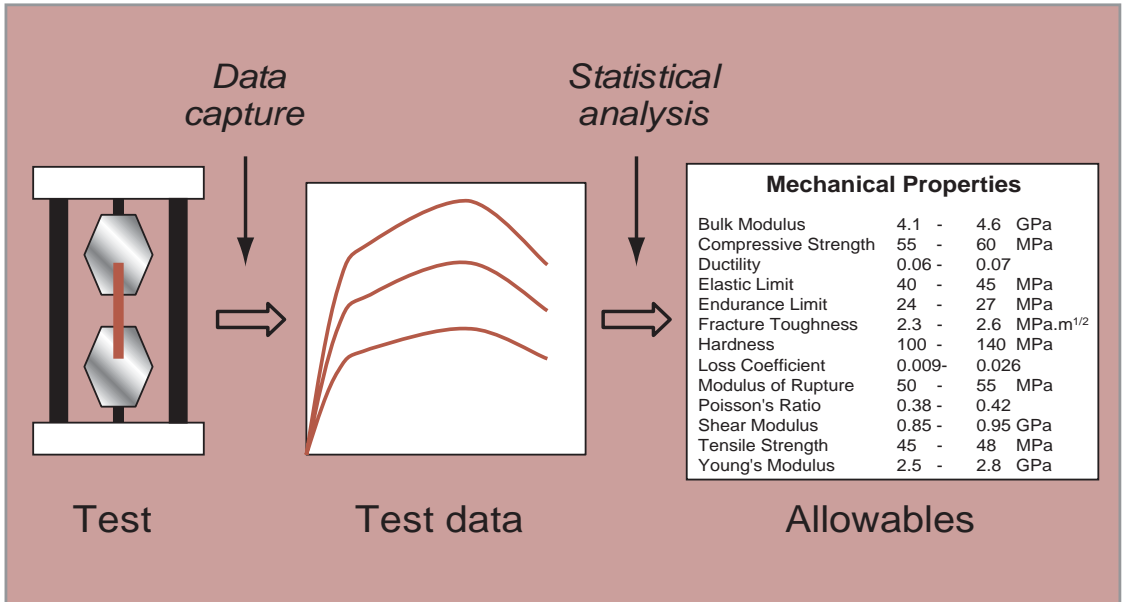 Data
capture
Statistical
analysis
Mechanical Properties
Bulk Modulus 4.1 - 4.6 GPa
Compressive Strength 55 - 60 MPa
Ductility 0.06 - 0.07
Elastic Limit 40 - 45 MPa
Endurance Limit 24 - 27 MPa
Fracture Toughness 2.3 - 2.6 MPa.m1/2
Hardness 100 - 140 MPa
Loss Coefficient 0.009- 0.026
Modulus of Rupture 50 - 55 MPa
Poisson's Ratio 0.38 - 0.42
Shear Modulus 0.85 - 0.95 GPa
Tensile Strength 45 - 48 MPa
Young's Modulus 2.5 - 2.8 GPa
Test
Test data
Allowables